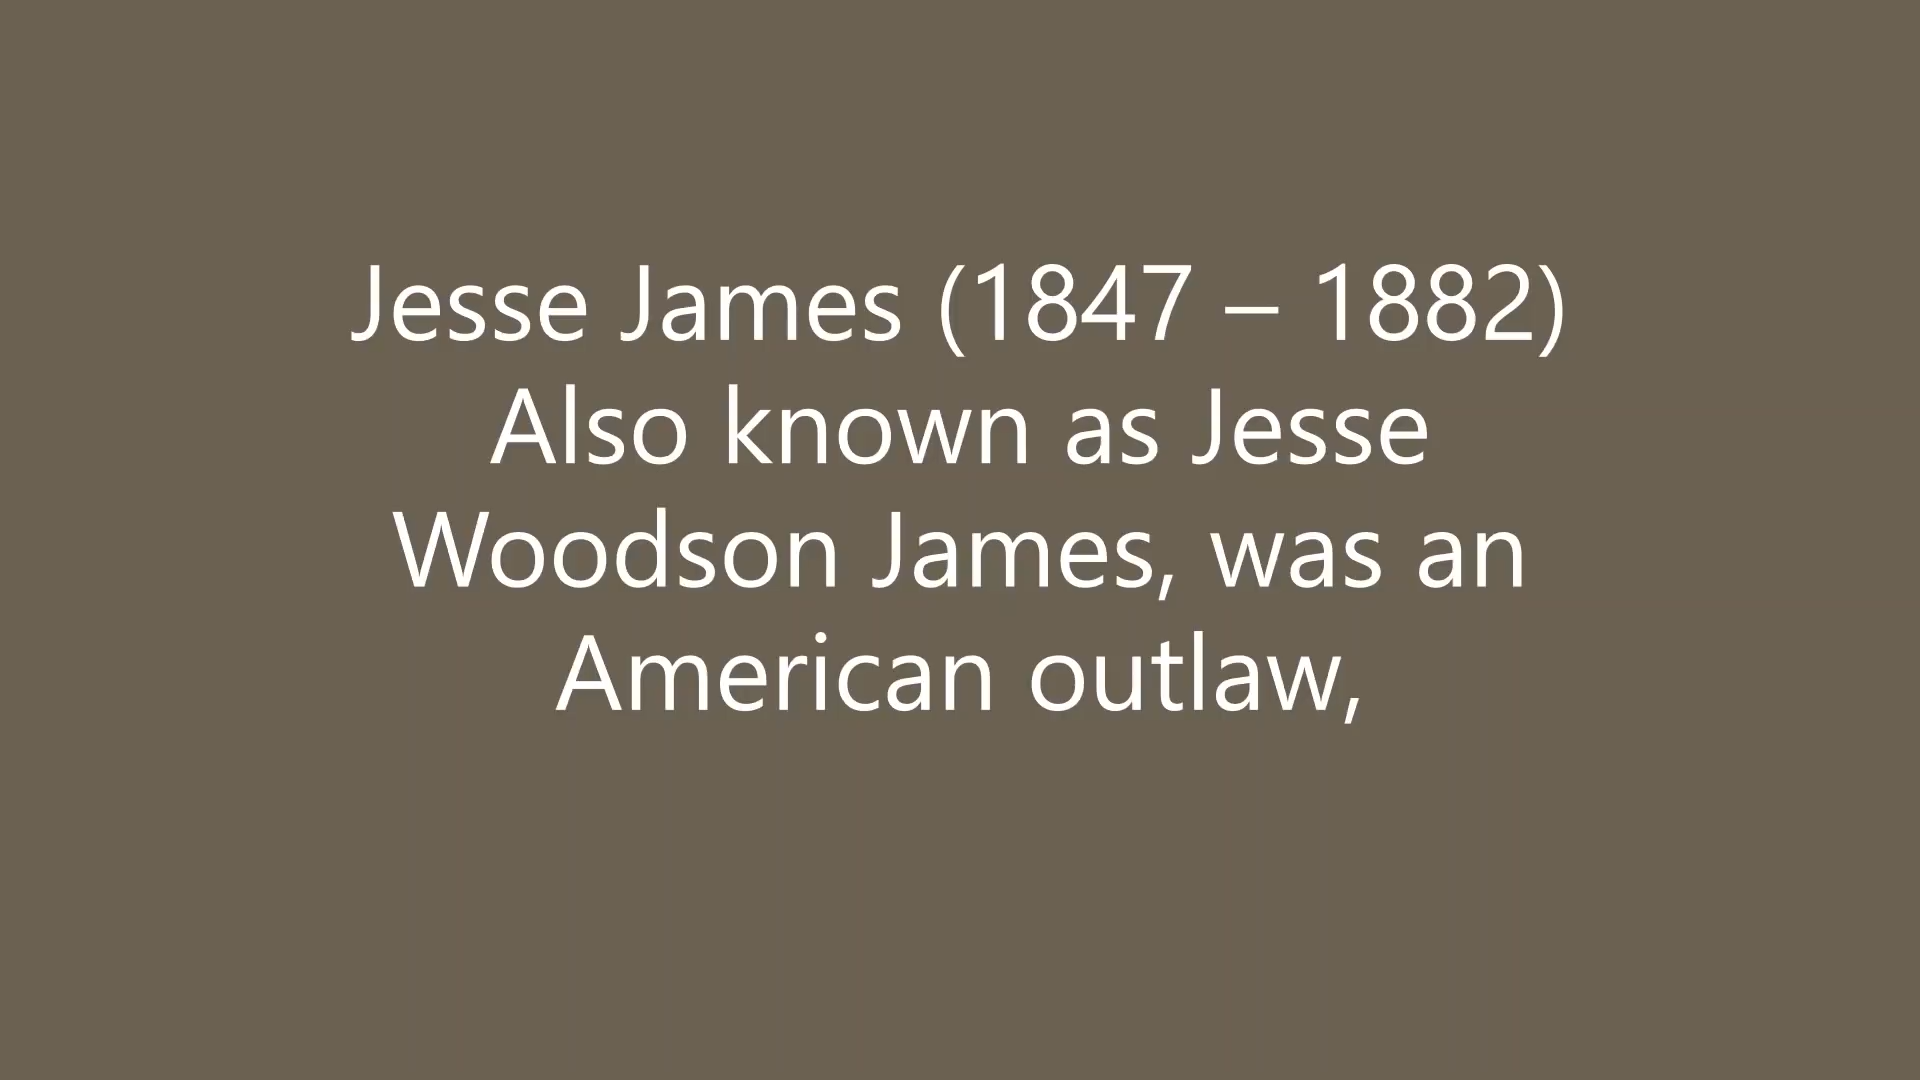 Jesse James (1847 – 1882)
Also known as Jesse
Woodson James, was an
American outlaw,